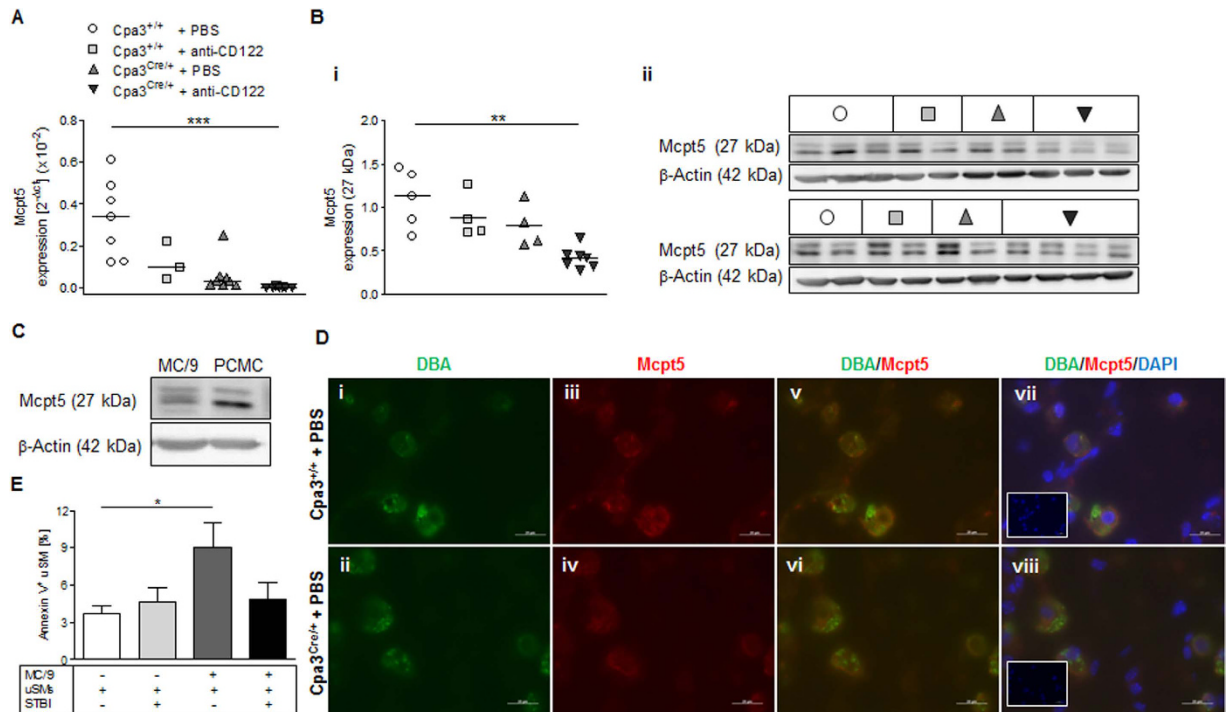 A
Cpa3+/+ + PBS
Cpa3+/+ + anti-CD122
Cpa3Cre/+ + PBS
Cpa3Cre/+ + anti-CD122
Mcpt5
expression [2-Δtc] (x 10-2)
0.8
0.6
0.4
0.2
0.0
***
B
i
Mcpt5
expression (27 kDa)
2.0
1.5
1.0
0.5
0.0
**
ii
Mcpt5 (27 kDa)
β-Actin (42 kDa)
Mcpt5 (27 kDa)
β-Actin (42 kDa)
C
MC/9 PCMC
Mcpt5 (27 kDa)
β-Actin (42 kDa)
D
DBA Mcpt5 DBA/Mcpt5 DBA/Mcpt5/DAPI
Cpa3+/+ + PBS
i iii v vii
Cpa3Cre/+ + PBS
ii iv vi viii
E
Annexin V+ uSM [%]
12
9
6
3
0
*
MC/9 - - + +
uSMs + + + +
STBI - + - +